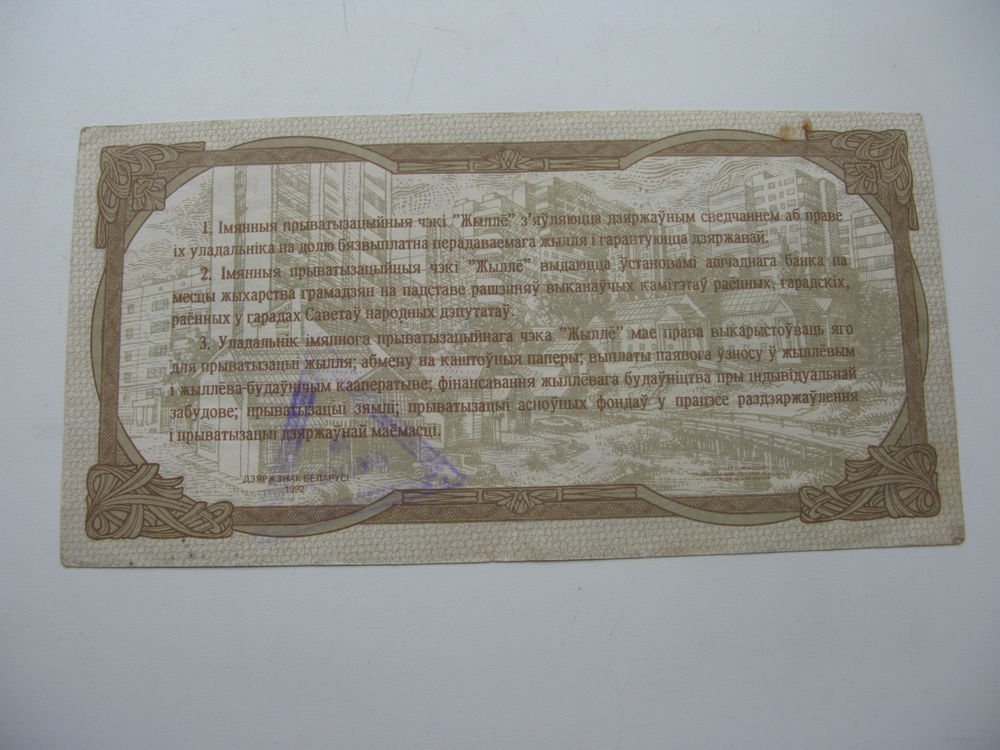 1. Імянныя прыватызацыйныя чэкі "Жыллё" з'яўляюцца дзяржаўным сведчаннем аб праве
іх уладальніка на долю бязвыплатна перадаваемага жылля і гарантуюцца дзяржавай.
2. Імянныя прыватызацыйныя чэкі "Жыллё" выдаюцца ўстановамі ашчаднага банка па
месцы жыхарства грамадзян на падставе рашэнняў выканаўчых камітэтаў раённых, гарадскіх,
раённых у гарадах Саветаў народных дэпутатаў.
3. Уладальнік імяннога прыватызацыйнага чэка "Жыллё" мае права выкарыстоўваць яго
для прыватызацыі жылля; абмену на каштоўныя паперы; выплаты паявога ўзносу ў жыллёвым
і жыллёва-будаўнічым кааператыве; фінансавання жыллёвага будаўніцтва пры індывідуальнай
забудове; прыватызацыі зямлі; прыватызацыі асноўных фондаў у працэсе раздзяржаўлення
і прыватызацыі дзяржаўнай маёмасці.
ДЗЯРЖЗНАК БЕЛАРУСІ
1992